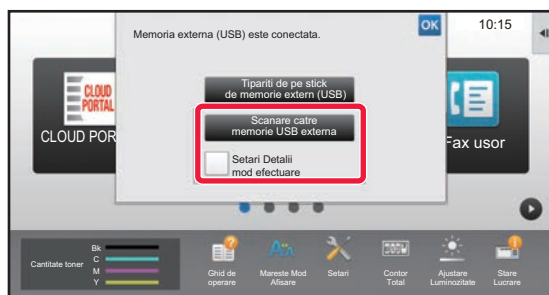 Memoria externa (USB) este conectata.
OK
10:15
Tipariti de pe stick
de memorie extern (USB)
Scanare catre
memorie USB externa
Setari Detalii
mod efectuare
CLOUD
PORTAL
CLOUD POR
Fax usor
Cantitate toner
Bk
C
M
Y
Ghid de
operare
Mareste Mod
Afisare
Setari
Contor
Total
Ajustare
Luminozitate
Stare
Lucrare